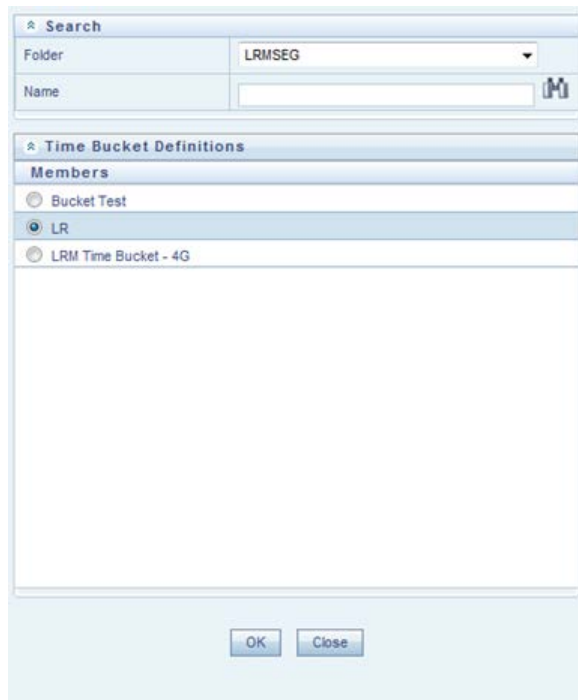 Search
Folder LRMSEG
Name
Time Bucket Definitions
Members
Bucket Test
LR
LRM Time Bucket - 4G
OK Close